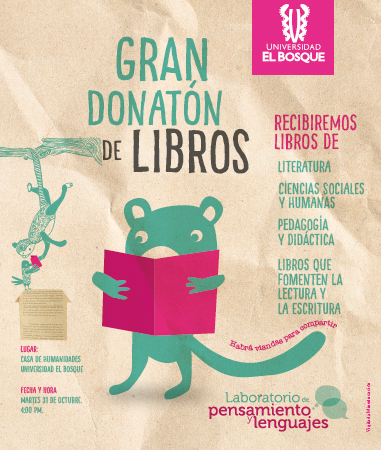 UNIVERSIDAD
EL BOSQUE
GRAN
DONATÓN
DE LIBROS
RECIBIREMOS
LIBROS DE
LITERATURA
CIENCIAS SOCIALES
Y HUMANAS
PEDAGOGÍA
Y DIDÁCTICA
LIBROS QUE
FOMENTEN LA
LECTURA Y
LA ESCRITURA
Habrá viandas para compartir
LUGAR:
CASA DE HUMANIDADES
UNIVERSIDAD EL BOSQUE
FECHA Y HORA
MARTES 31 DE OCTUBRE.
4:00 PM.
Laboratorio de
pensamiento
y lenguajes